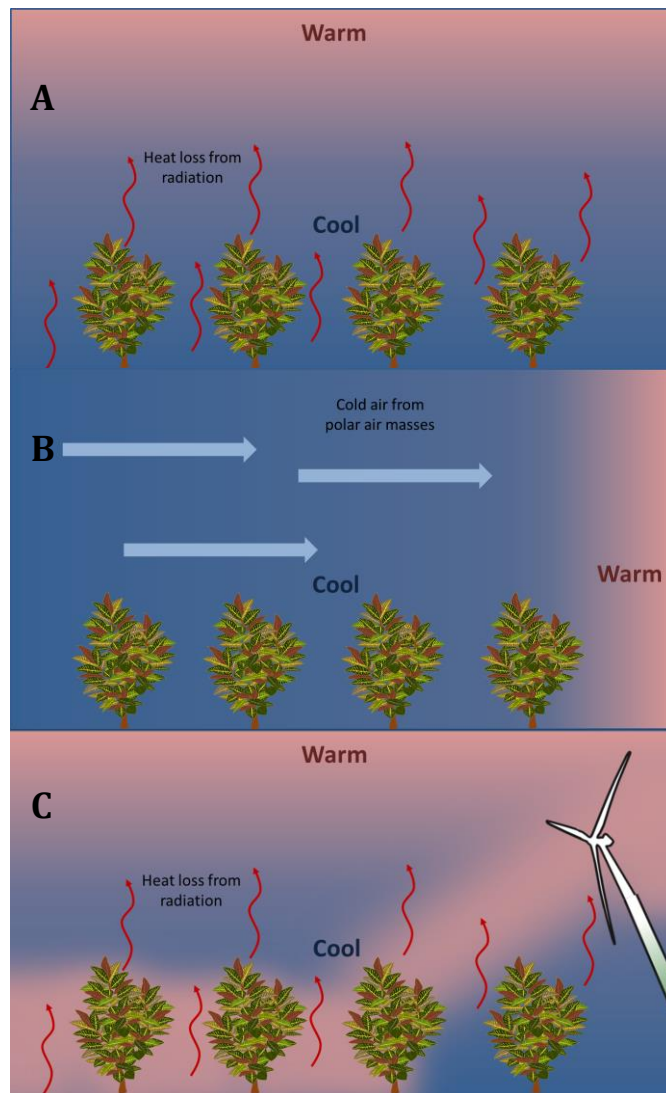 Warm
A
Heat loss from
radiation
Cool
Cold air from
polar air masses
B
Cool
Warm
Warm
C
Heat loss from
radiation
Cool